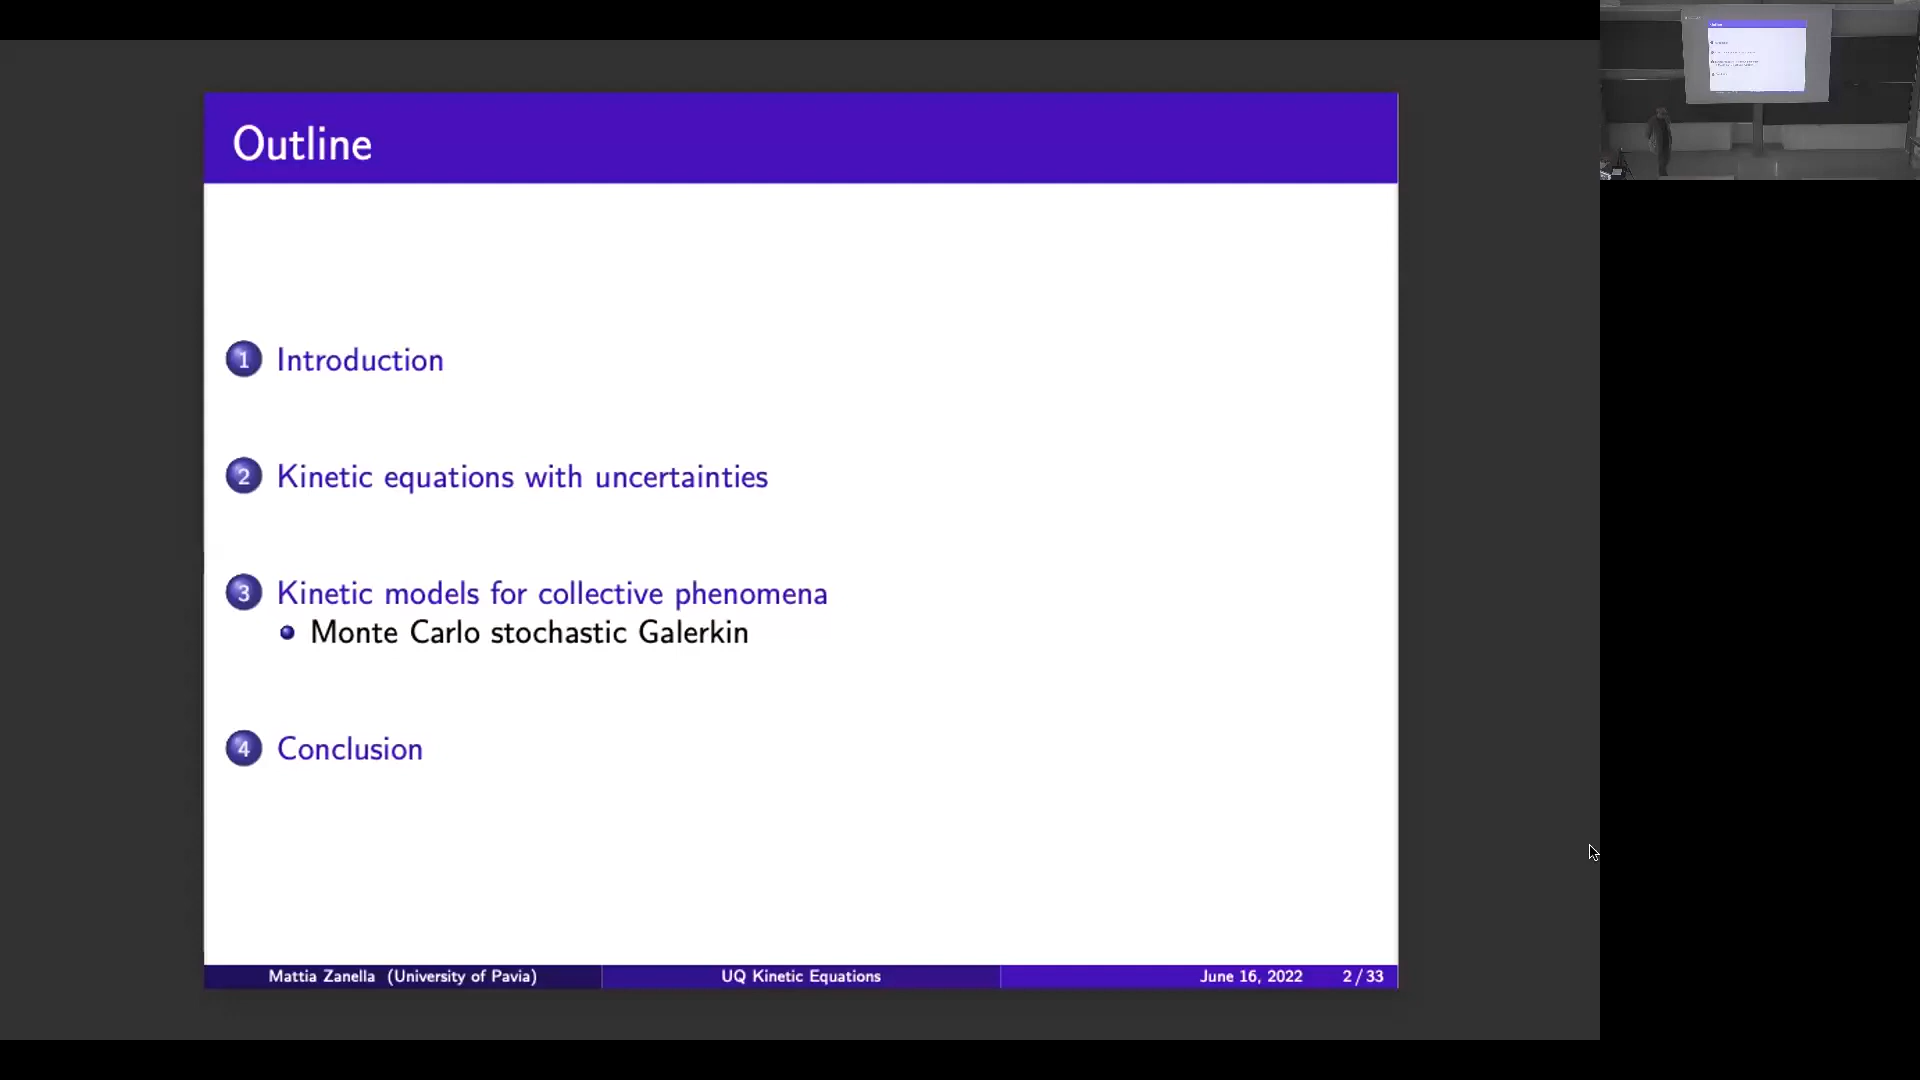 Outline
1 Introduction
2 Kinetic equations with uncertainties
3 Kinetic models for collective phenomena
Monte Carlo stochastic Galerkin
4 Conclusion
Mattia Zanella (University of Pavia) UQ Kinetic Equations June 16, 2022 2 / 33